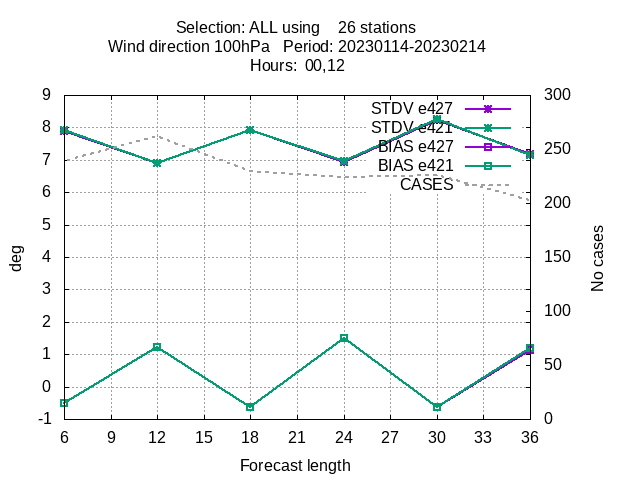 Selection: ALL using    26 stations
Wind direction 100hPa   Period: 20230114-20230214
Hours:  00,12
9
8
7
6
5
4
3
2
1
0
-1
deg
300
250
200
150
100
50
0
No cases
STDV e427
STDV e421
BIAS e427
BIAS e421
CASES
6 9 12 15 18 21 24 27 30 33 36
Forecast length